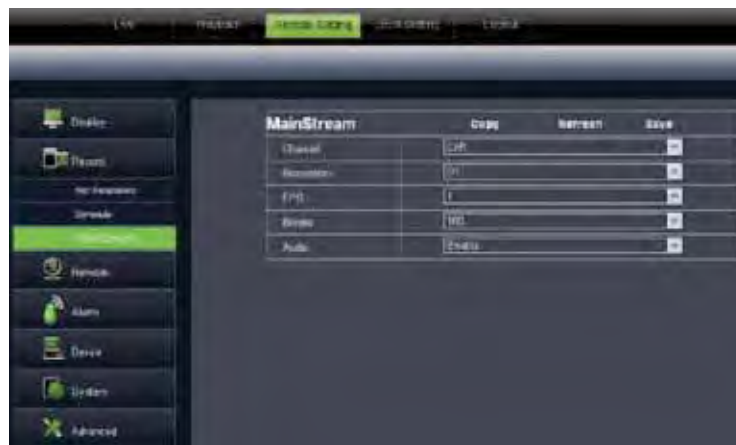 Live Playback Remote Setting Local Setting Logout
Display
Record
Rec Parameters
Schedule
MainStream
Network
Alarm
Device
System
Advanced
MainStream Copy Refresh Save
Channel CH1
Resolution
FPS 1
Bitrate
Audio Enable